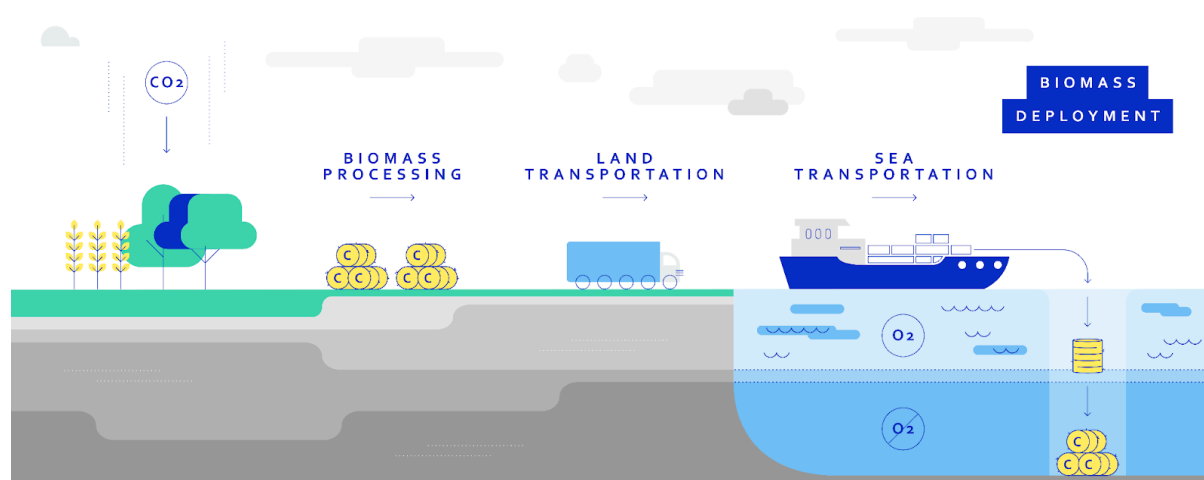 CO2
BIOMASS
PROCESSING
LAND
TRANSPORTATION
SEA
TRANSPORTATION
BIOMASS
DEPLOYMENT
C
C C
C
C C
O2
O2
C
C C